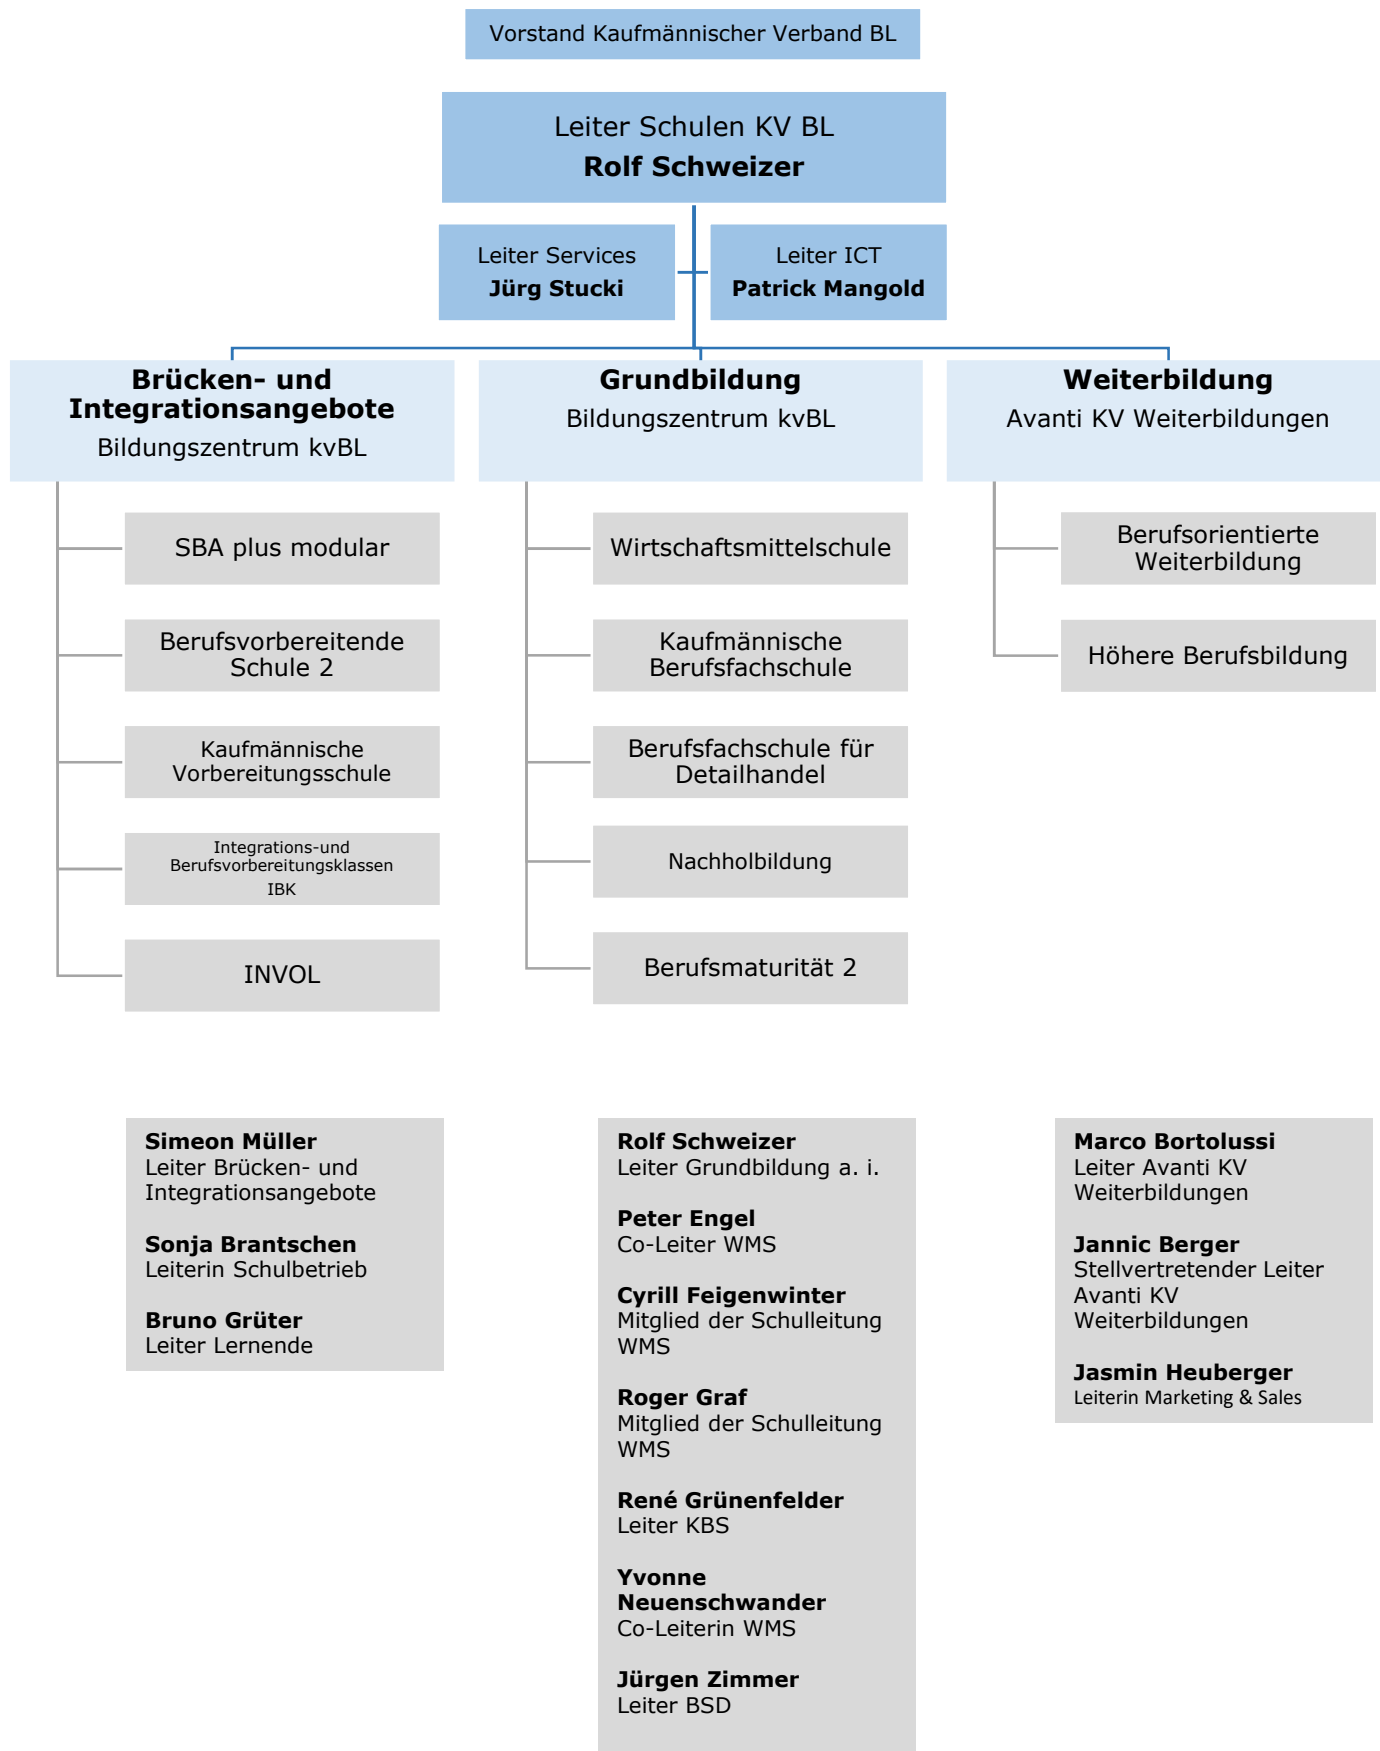 Vorstand Kaufmännischer Verband BL
Leiter Schulen KV BL
Rolf Schweizer
Leiter Services
Jürg Stucki
Leiter ICT
Patrick Mangold
Brücken- und
Integrationsangebote
Bildungszentrum kvBL
Grundbildung
Bildungszentrum kvBL
Weiterbildung
Avanti KV Weiterbildungen
SBA plus modular
Berufsvorbereitende
Schule 2
Kaufmännische
Vorbereitungsschule
Integrations-und
Berufsvorbereitungsklassen
IBK
INVOL
Wirtschaftsmittelschule
Kaufmännische
Berufsfachschule
Berufsfachschule für
Detailhandel
Nachholbildung
Berufsmaturität 2
Berufsorientierte
Weiterbildung
Höhere Berufsbildung
Simeon Müller
Leiter Brücken- und
Integrationsangebote
Sonja Brantschen
Leiterin Schulbetrieb
Bruno Grüter
Leiter Lernende
Rolf Schweizer
Leiter Grundbildung a. i.
Peter Engel
Co-Leiter WMS
Cyrill Feigenwinter
Mitglied der Schulleitung
WMS
Roger Graf
Mitglied der Schulleitung
WMS
René Grünenfelder
Leiter KBS
Yvonne
Neuenschwander
Co-Leiterin WMS
Jürgen Zimmer
Leiter BSD
Marco Bortolussi
Leiter Avanti KV
Weiterbildungen
Jannic Berger
Stellvertretender Leiter
Avanti KV
Weiterbildungen
Jasmin Heuberger
Leiterin Marketing & Sales